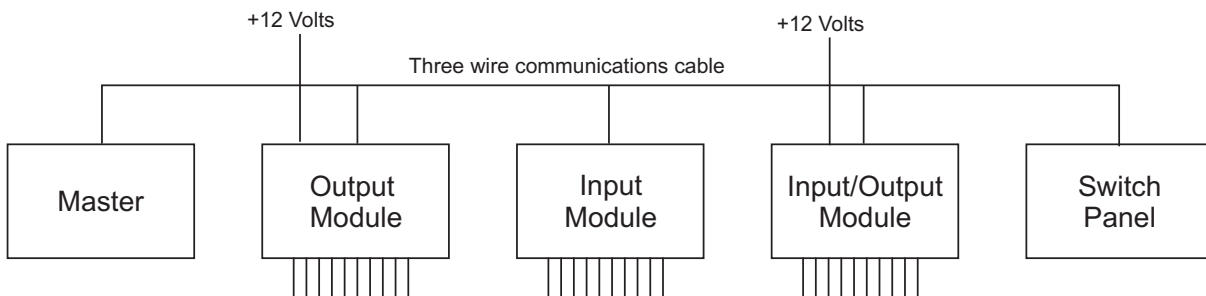 +12 Volts
+12 Volts
Three wire communications cable
Master
Output
Module
Input
Module
Input/Output
Module
Switch
Panel